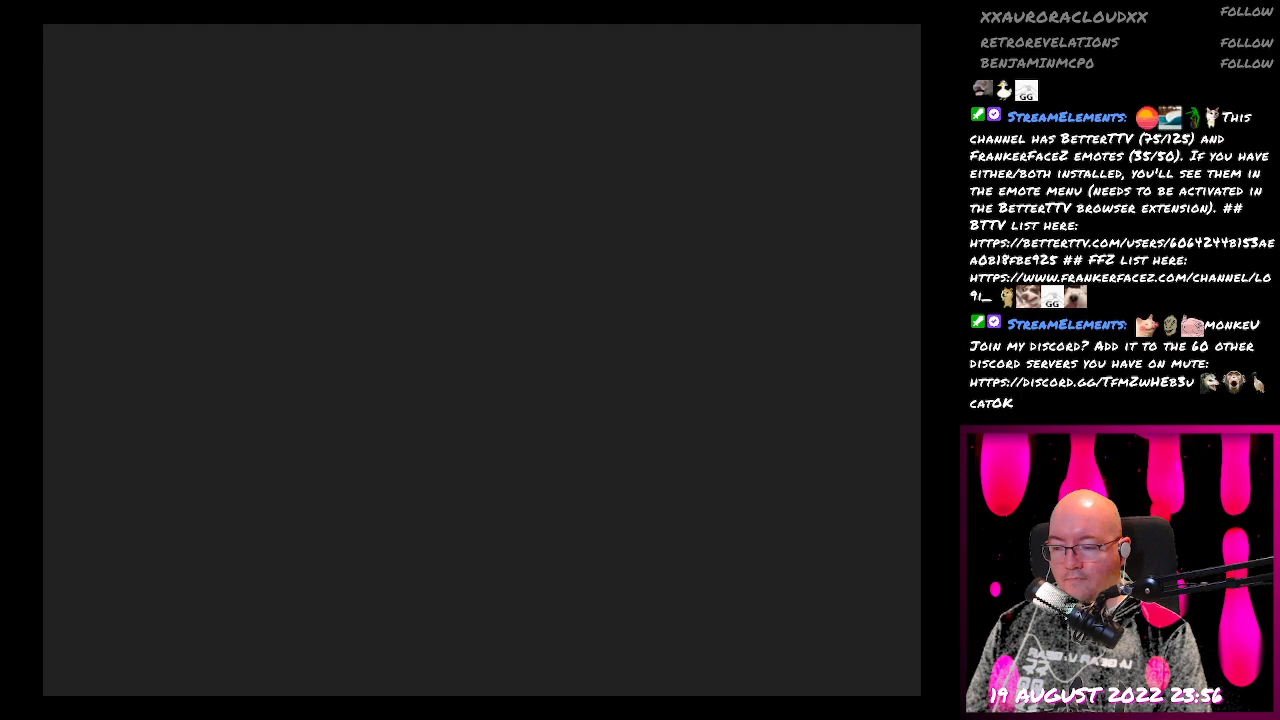 XXAURORACLOUDXX FOLLOW
RETROREVELATIONS FOLLOW
BENJAMINMCPO FOLLOW
GG
StreamElements: This
channel has BetterTTV (75/125) and
FrankerFaceZ emotes (35/50). If you have
either/both installed, you'll see them in
the emote menu (needs to be activated in
the BetterTTV browser extension). ##
BTTV list here:
https://betterttv.com/users/6064244b153ae
a0b18fbe925 ## FFZ list here:
https://www.frankerfacez.com/channel/lo
9i_ GG
StreamElements: monkeU
Join my discord? Add it to the 60 other
discord servers you have on mute:
https://discord.gg/TfmZwHEb3u
catOK
19 AUGUST 2022 23:56